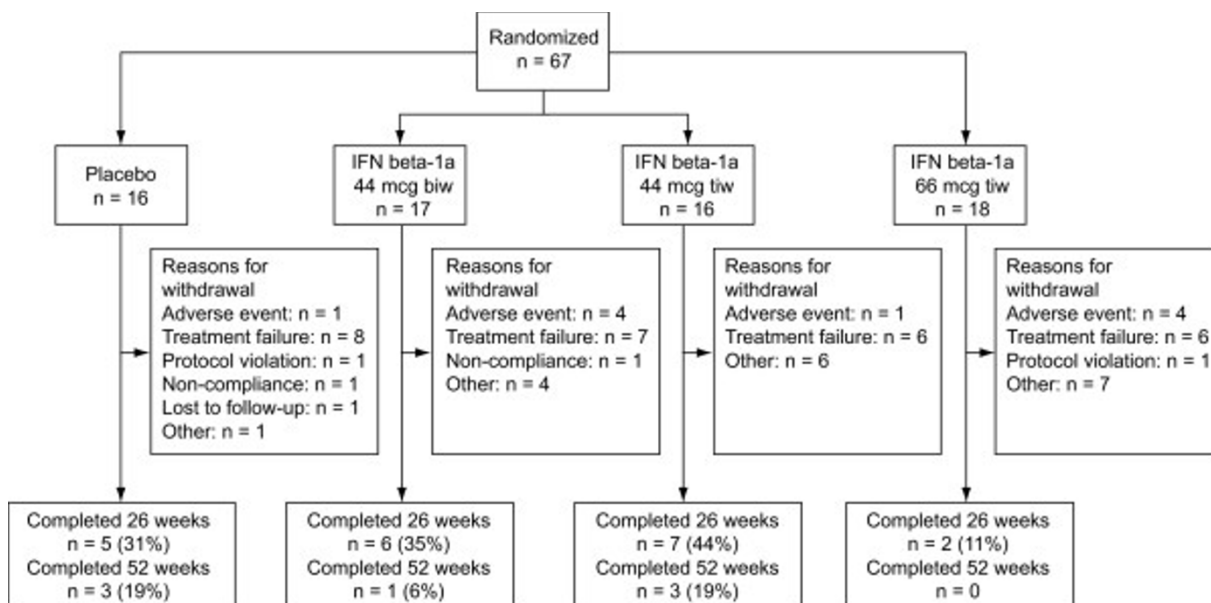 Randomized
n = 67
Placebo
n = 16
IFN beta-1a
44 mcg biw
n = 17
IFN beta-1a
44 mcg tiw
n = 16
IFN beta-1a
66 mcg tiw
n = 18
Reasons for
withdrawal
Adverse event: n = 1
Treatment failure: n = 8
Protocol violation: n = 1
Non-compliance: n = 1
Lost to follow-up: n = 1
Other: n = 1
Reasons for
withdrawal
Adverse event: n = 4
Treatment failure: n = 7
Non-compliance: n = 1
Other: n = 4
Reasons for
withdrawal
Adverse event: n = 1
Treatment failure: n = 6
Other: n = 6
Reasons for
withdrawal
Adverse event: n = 4
Treatment failure: n = 6
Protocol violation: n = 1
Other: n = 7
Completed 26 weeks
n = 5 (31%)
Completed 52 weeks
n = 3 (19%)
Completed 26 weeks
n = 6 (35%)
Completed 52 weeks
n = 1 (6%)
Completed 26 weeks
n = 7 (44%)
Completed 52 weeks
n = 3 (19%)
Completed 26 weeks
n = 2 (11%)
Completed 52 weeks
n = 0